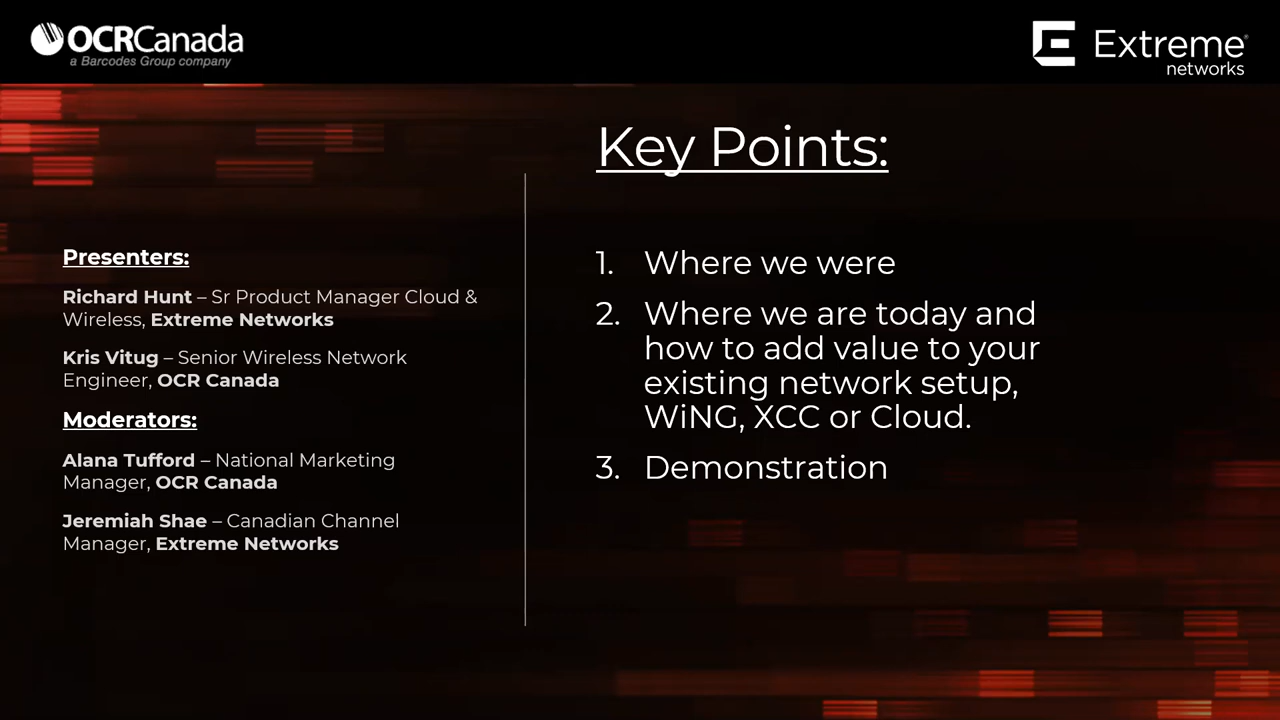 OCRCanada
a Barcodes Group company
Extreme
networks
Key Points:
Presenters:
Richard Hunt – Sr Product Manager Cloud &
Wireless, Extreme Networks
Kris Vitug – Senior Wireless Network
Engineer, OCR Canada
Moderators:
Alana Tufford – National Marketing
Manager, OCR Canada
Jeremiah Shae – Canadian Channel
Manager, Extreme Networks
1. Where we were
2. Where we are today and
how to add value to your
existing network setup,
WiNG, XCC or Cloud.
3. Demonstration